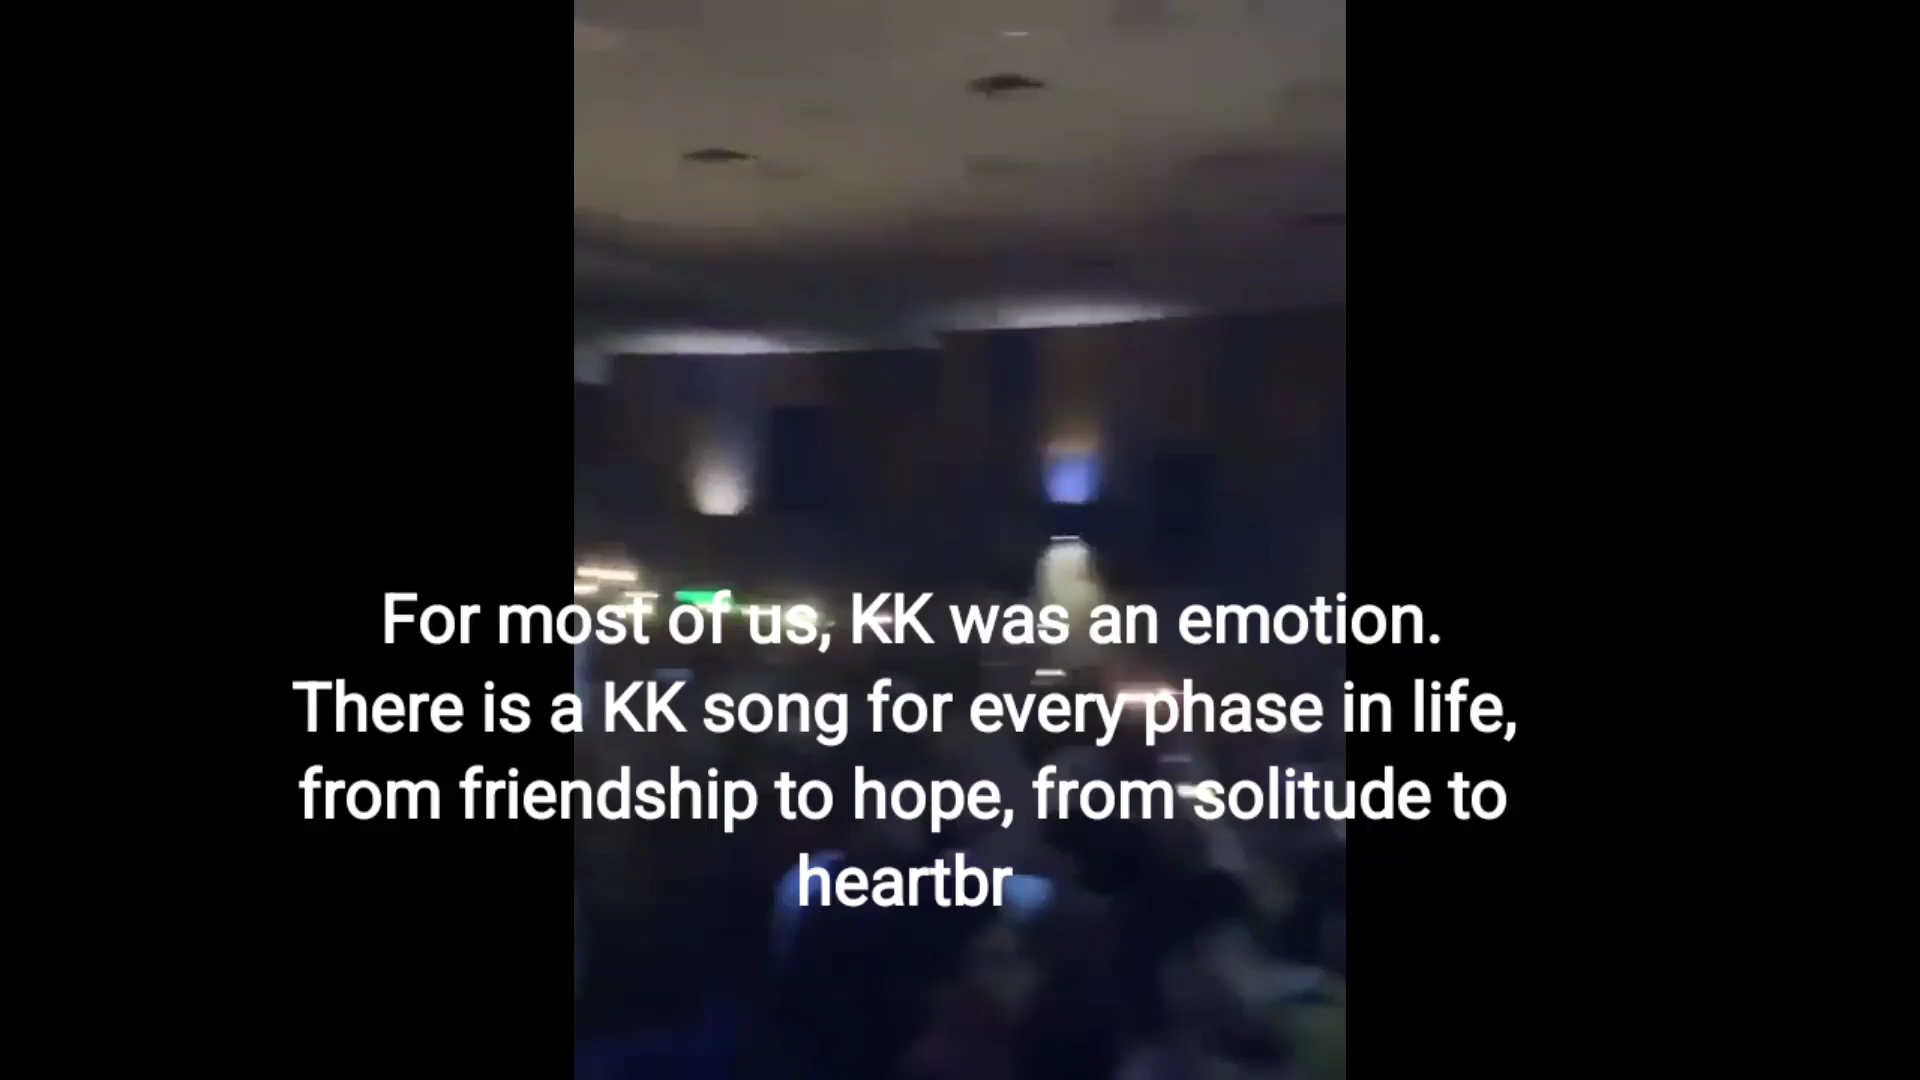 For most of us, KK was an emotion.
There is a KK song for every phase in life,
from friendship to hope, from solitude to
heartbr